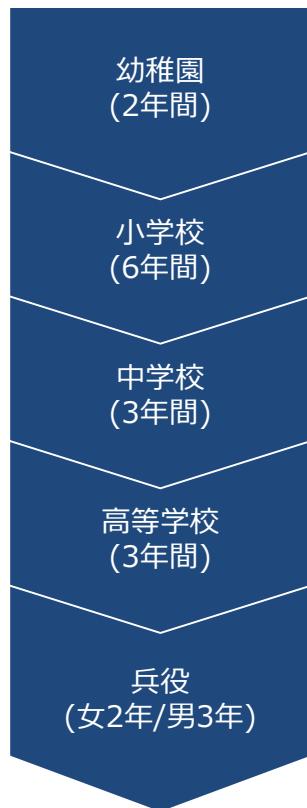 幼稚園
(2年間)
小学校
(6年間)
中学校
(3年間)
高等学校
(3年間)
兵役
(女2年/男3年)